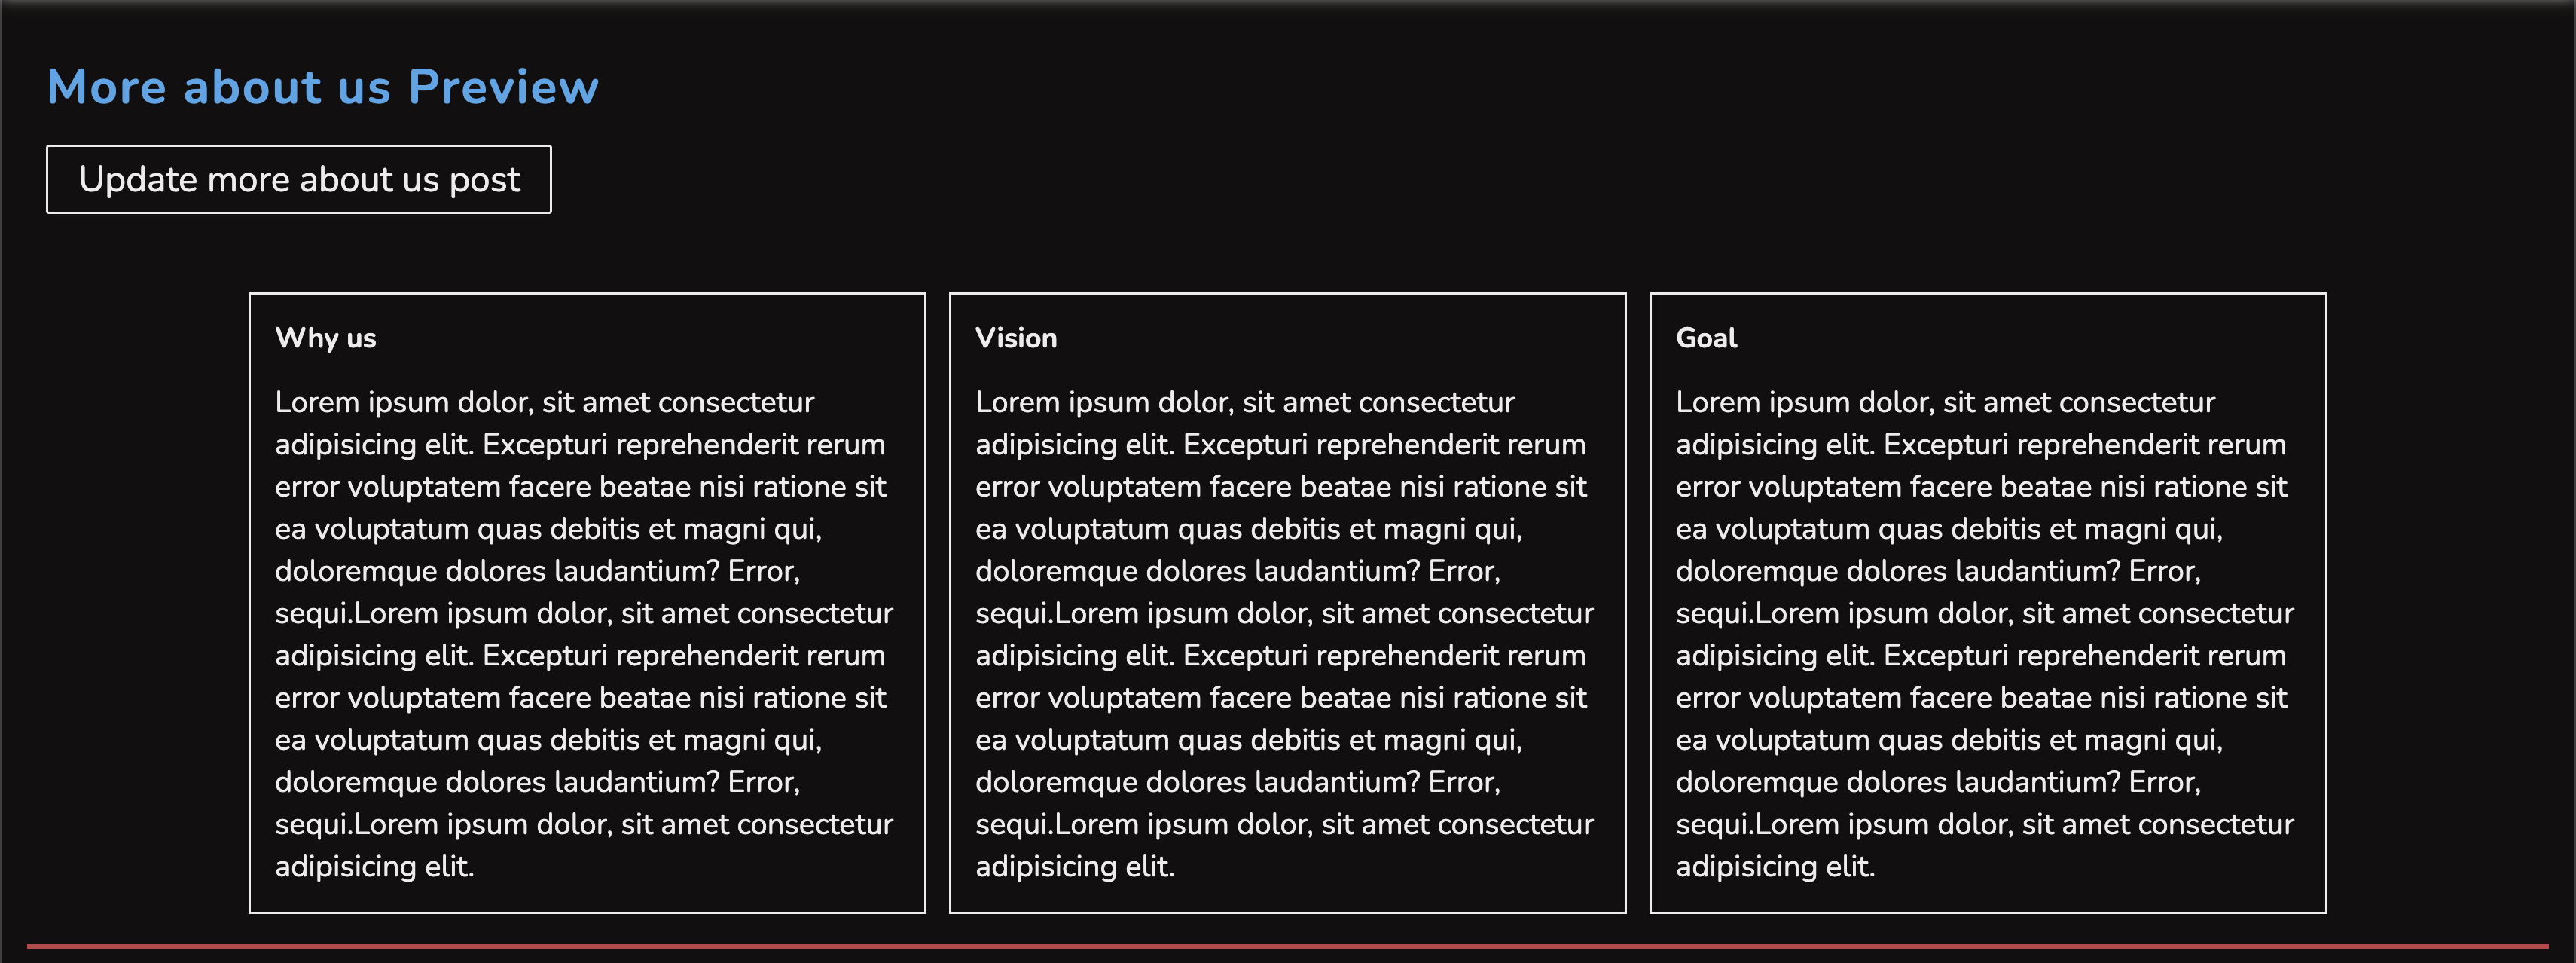 More about us Preview
Update more about us post
Why us
Lorem ipsum dolor, sit amet consectetur
adipisicing elit. Excepturi reprehenderit rerum
error voluptatem facere beatae nisi ratione sit
ea voluptatum quas debitis et magni qui,
doloremque dolores laudantium? Error,
sequi.Lorem ipsum dolor, sit amet consectetur
adipisicing elit. Excepturi reprehenderit rerum
error voluptatem facere beatae nisi ratione sit
ea voluptatum quas debitis et magni qui,
doloremque dolores laudantium? Error,
sequi.Lorem ipsum dolor, sit amet consectetur
adipisicing elit.
Vision
Lorem ipsum dolor, sit amet consectetur
adipisicing elit. Excepturi reprehenderit rerum
error voluptatem facere beatae nisi ratione sit
ea voluptatum quas debitis et magni qui,
doloremque dolores laudantium? Error,
sequi.Lorem ipsum dolor, sit amet consectetur
adipisicing elit. Excepturi reprehenderit rerum
error voluptatem facere beatae nisi ratione sit
ea voluptatum quas debitis et magni qui,
doloremque dolores laudantium? Error,
sequi.Lorem ipsum dolor, sit amet consectetur
adipisicing elit.
Goal
Lorem ipsum dolor, sit amet consectetur
adipisicing elit. Excepturi reprehenderit rerum
error voluptatem facere beatae nisi ratione sit
ea voluptatum quas debitis et magni qui,
doloremque dolores laudantium? Error,
sequi.Lorem ipsum dolor, sit amet consectetur
adipisicing elit. Excepturi reprehenderit rerum
error voluptatem facere beatae nisi ratione sit
ea voluptatum quas debitis et magni qui,
doloremque dolores laudantium? Error,
sequi.Lorem ipsum dolor, sit amet consectetur
adipisicing elit.